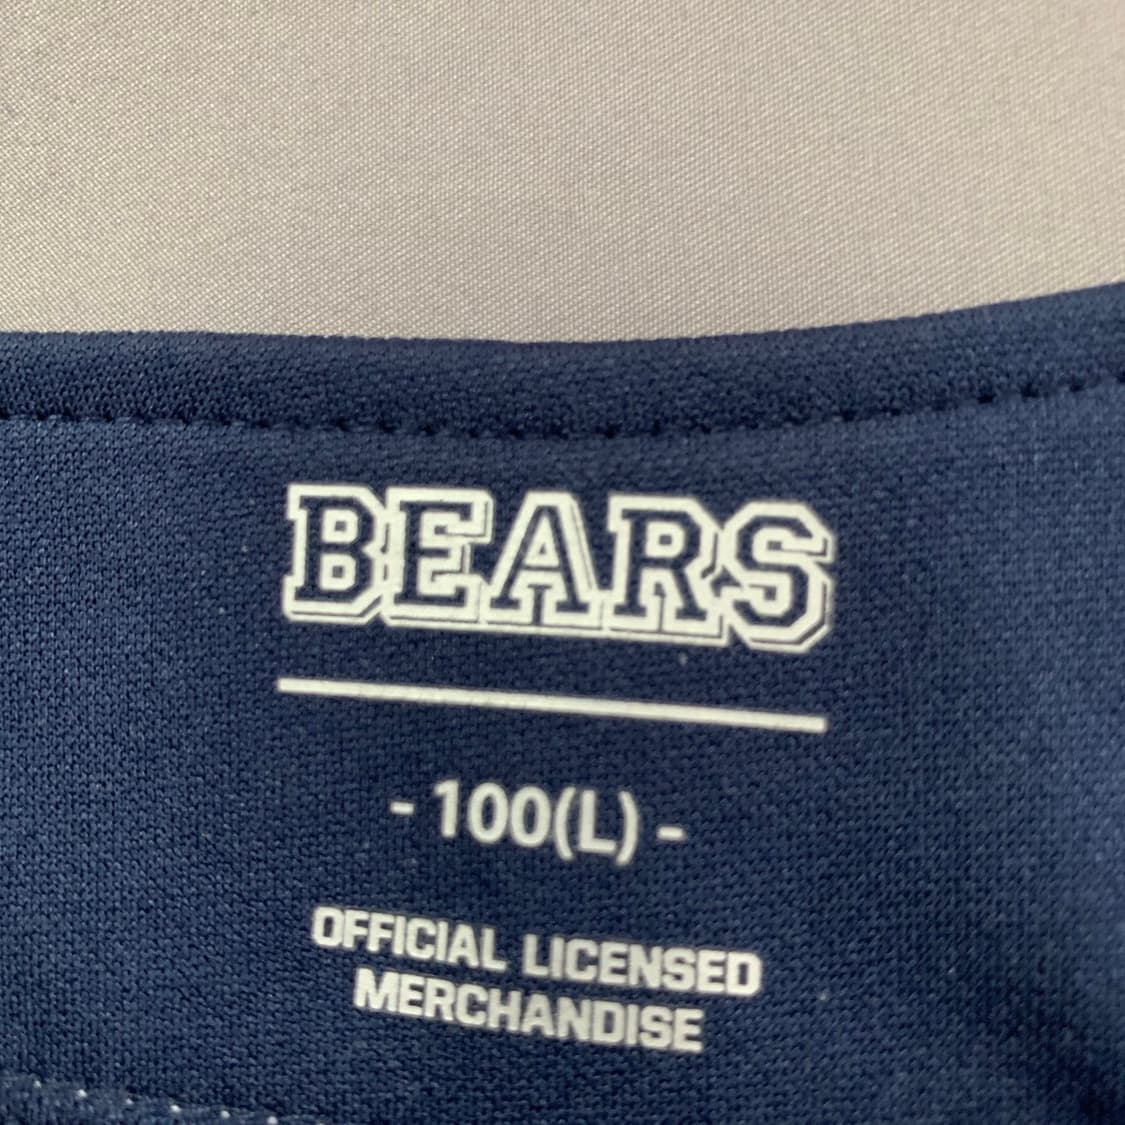 BEARS
- 100(L) -
OFFICIAL LICENSED
MERCHANDISE